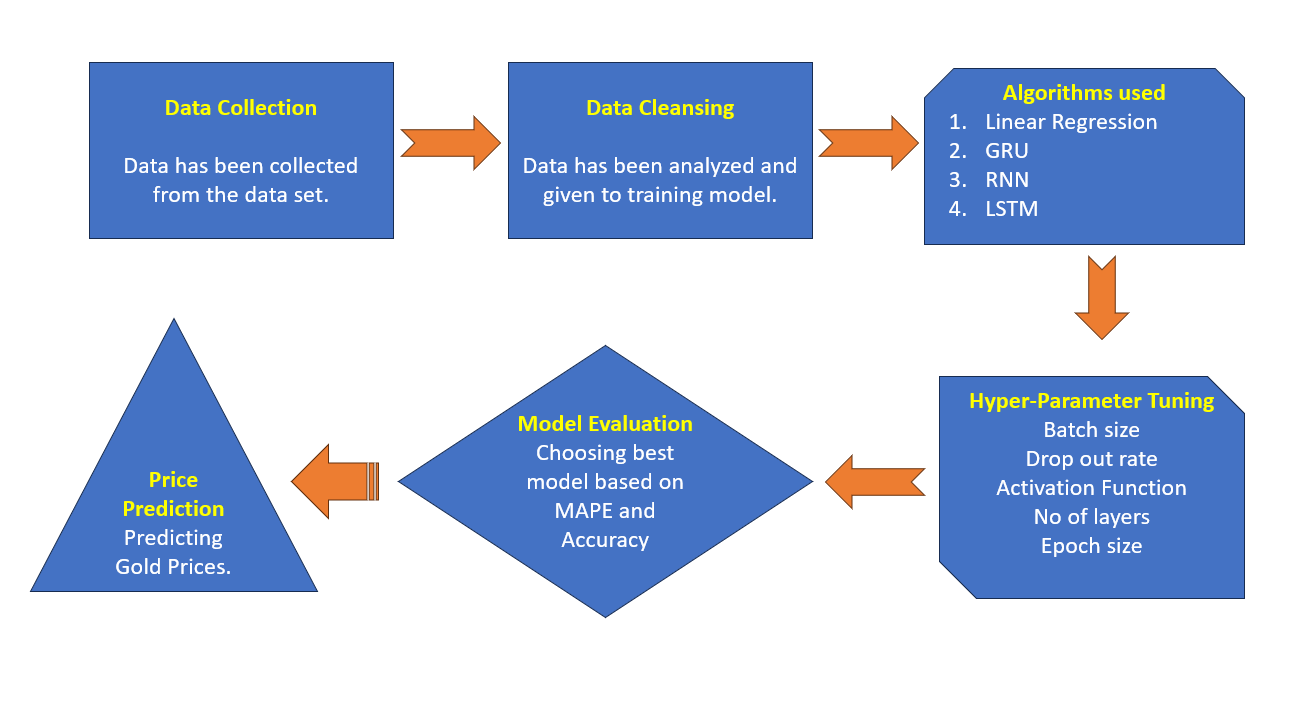 Data Collection
Data has been collected
from the data set.
Data Cleansing
Data has been analyzed and
given to training model.
Algorithms used
1. Linear Regression
2. GRU
3. RNN
4. LSTM
Hyper-Parameter Tuning
Batch size
Drop out rate
Activation Function
No of layers
Epoch size
Model Evaluation
Choosing best
model based on
MAPE and
Accuracy
Price
Prediction
Predicting
Gold Prices.